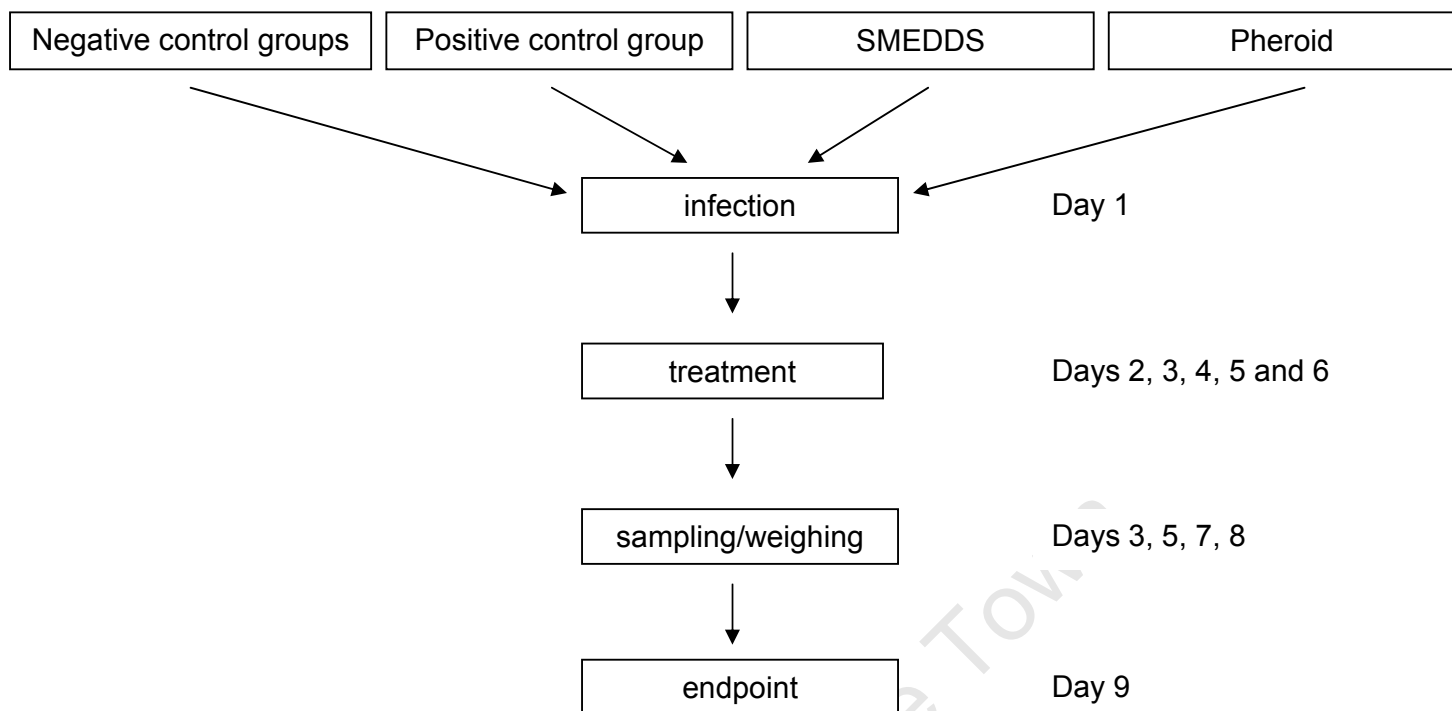 Negative control groups Positive control group SMEDDS Pheroid
infection Day 1
treatment Days 2, 3, 4, 5 and 6
sampling/weighing Days 3, 5, 7, 8
endpoint Day 9